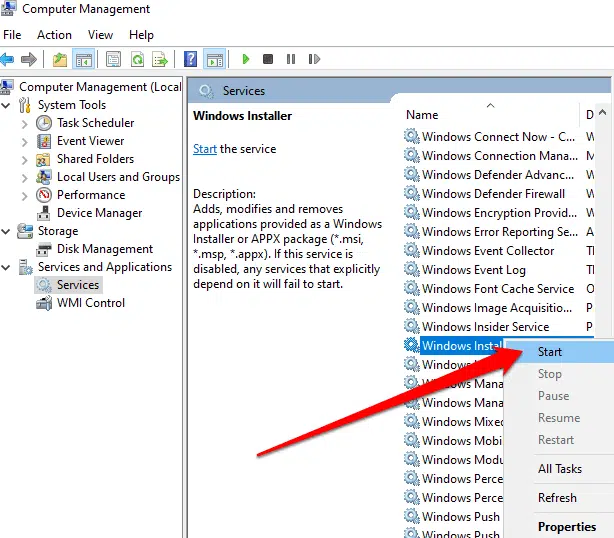 Computer Management
File Action View Help
Computer Management (Local
System Tools
Task Scheduler
Event Viewer
Shared Folders
Local Users and Groups
Performance
Device Manager
Storage
Disk Management
Services and Applications
Services
WMI Control
Services
Windows Installer
Start the service
Description:
Adds, modifies and removes
applications provided as a Windows
Installer or APPX package (*.msi,
*.msp, *.appx). If this service is
disabled, any services that explicitly
depend on it will fail to start.
Name D
Windows Connect Now - C...
Windows Connection Mana... M
Windows Defender Advanc... W
Windows Defender Firewall W
Windows Encryption Provid... W
Windows Error Reporting Se... A
Windows Event Collector T
Windows Event Log T
Windows Font Cache Service O
Windows Image Acquisitio... P
Windows Insider Service P
Windows Instal
Windows
Windows Mana
Windows Mana
Windows Mixed
Windows Mobi
Windows Modu
Windows Perce
Windows Perce
Windows Push
Windows Push
Start
Stop
Pause
Resume
Restart
All Tasks
Refresh
Properties